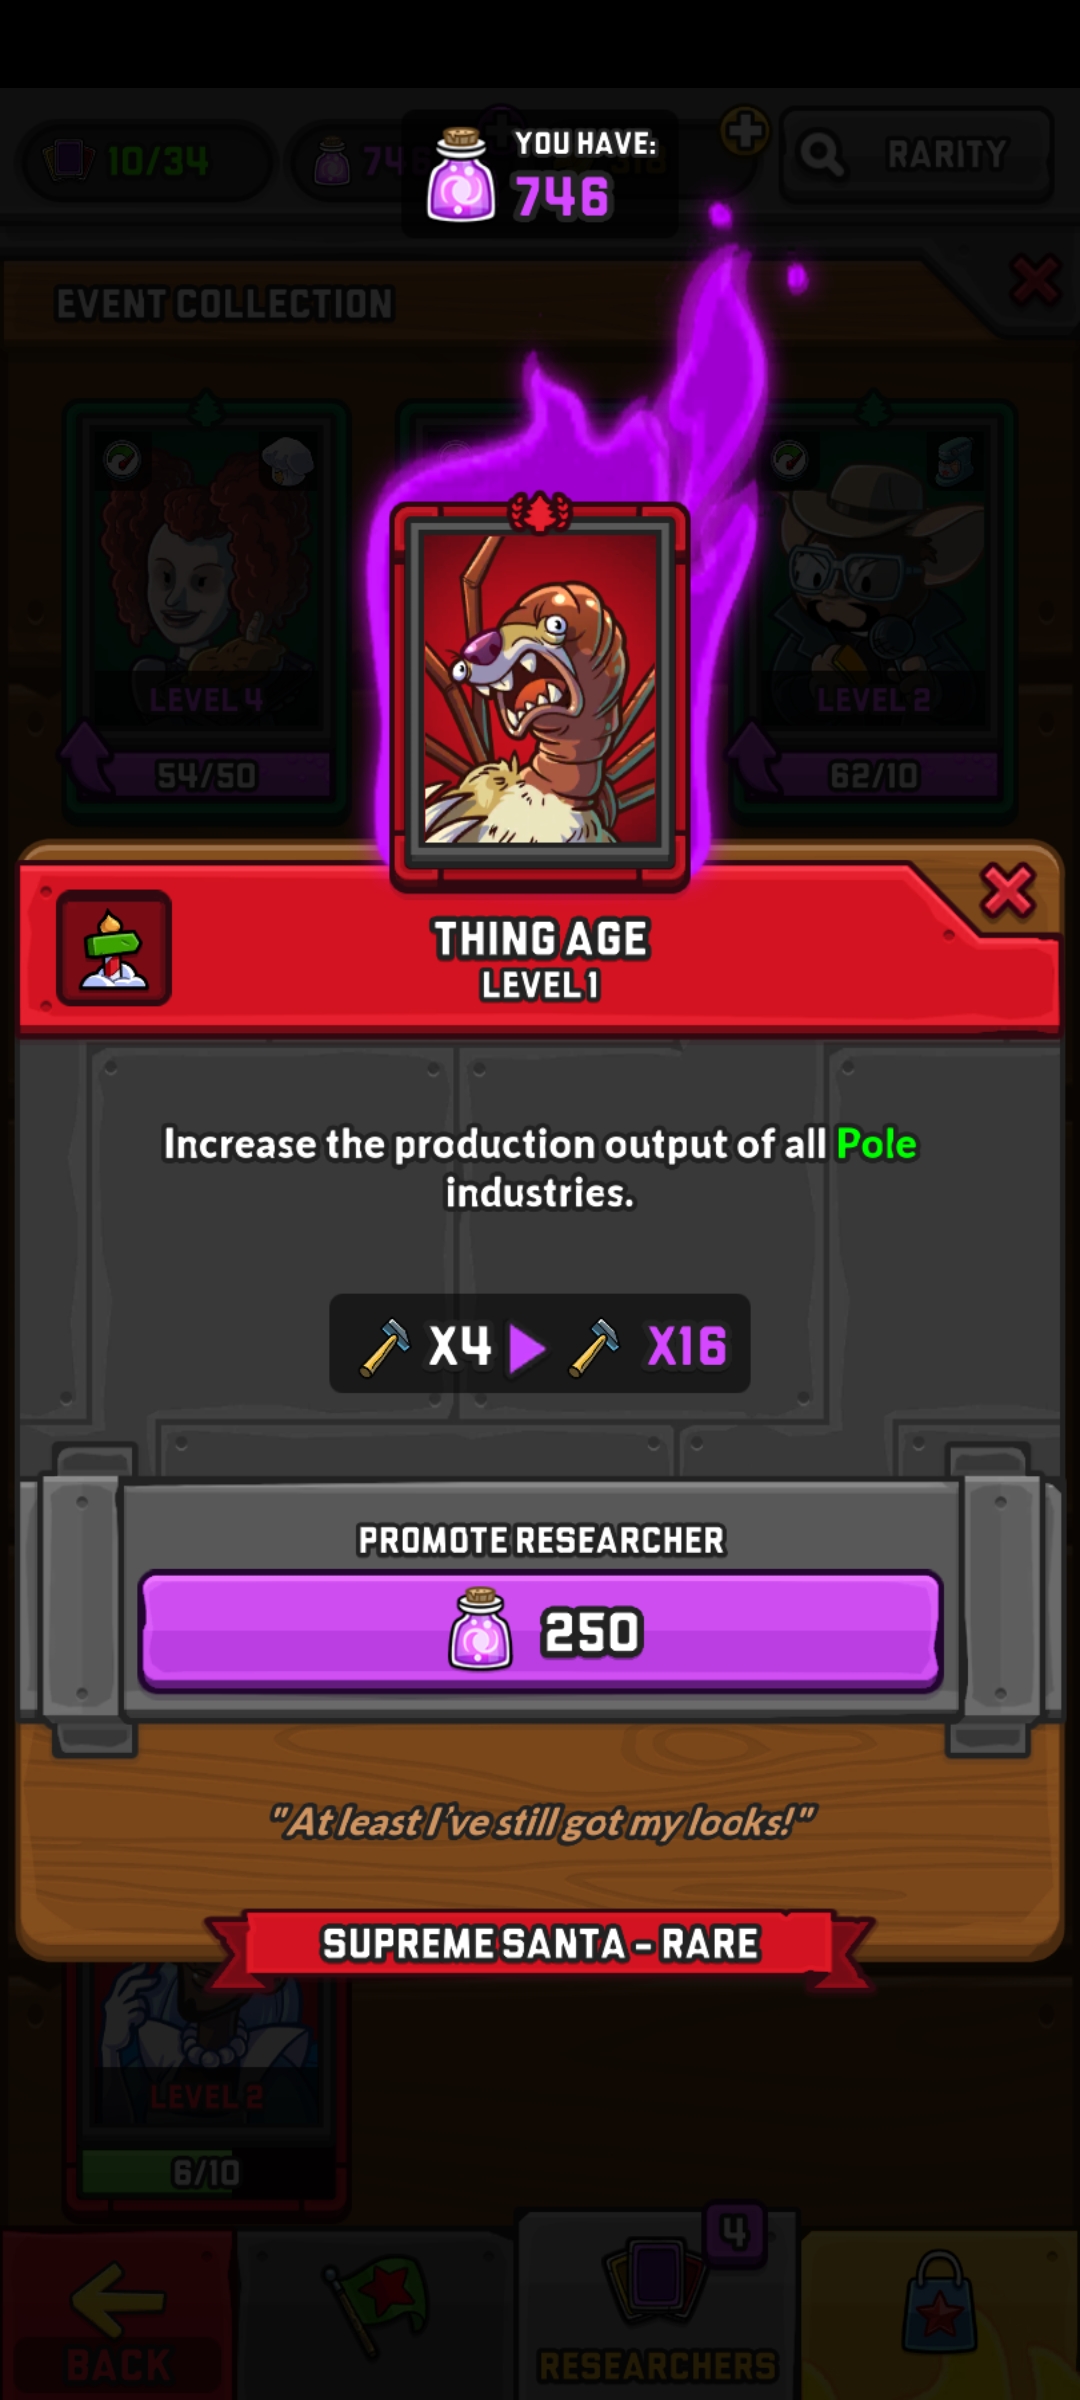 10/34
746
YOU HAVE:
746
RARITY
EVENT COLLECTION
LEVEL 4
54/50
LEVEL 2
62/10
THING AGE
LEVEL 1
Increase the production output of all Pole
industries.
X4 X16
PROMOTE RESEARCHER
250
"At least I've still got my looks!"
SUPREME SANTA - RARE
LEVEL 2
6/10
4
BACK
RESEARCHERS